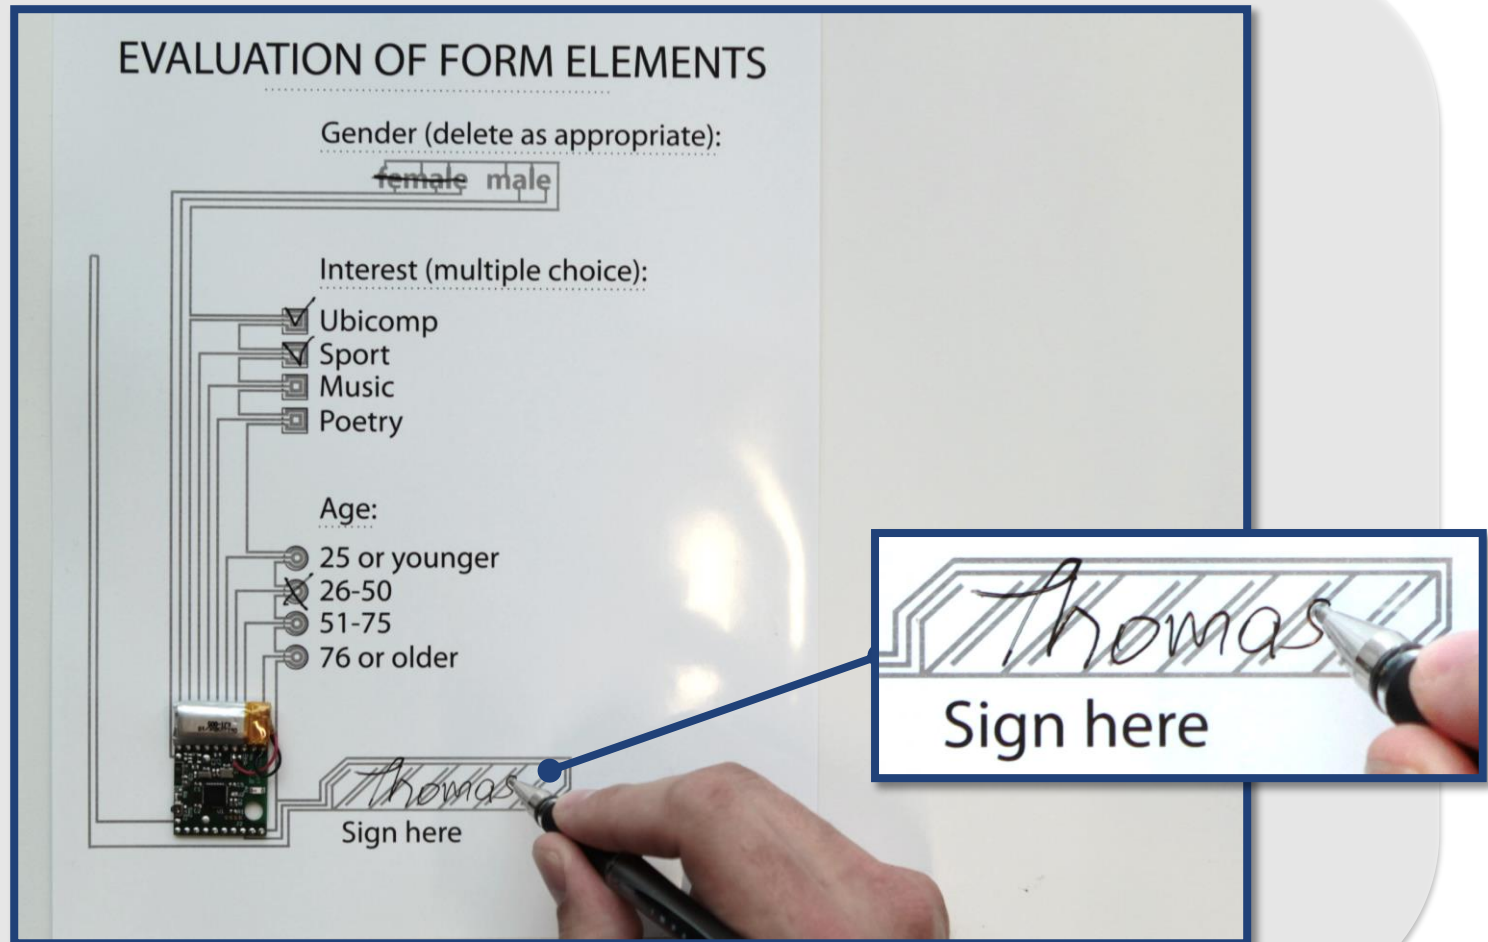 EVALUATION OF FORM ELEMENTS
Gender (delete as appropriate):
female male
Interest (multiple choice):
Ubicomp
Sport
Music
Poetry
Age:
25 or younger
26-50
51-75
76 or older
Thomas
Sign here
Thomas
Sign here